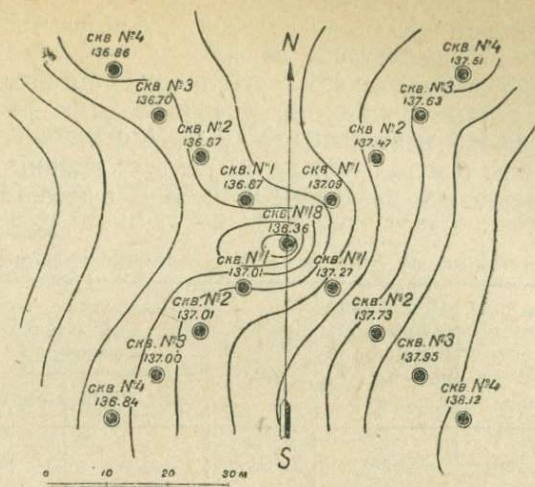 N
скв. №4
136.86
скв. №4
137.51
скв. №3
136.70
скв. №3
137.63
скв. №2
136.87
скв. №2
137.47
скв. №1
136.87
скв. №1
137.09
скв. №18
136.36
скв. №1
137.01
скв. №1
137.27
скв. №2
137.01
скв. №2
137.73
скв. №3
137.00
скв. №3
137.95
скв. №4
136.84
скв. №4
138.12
S
0 10 20 30 м